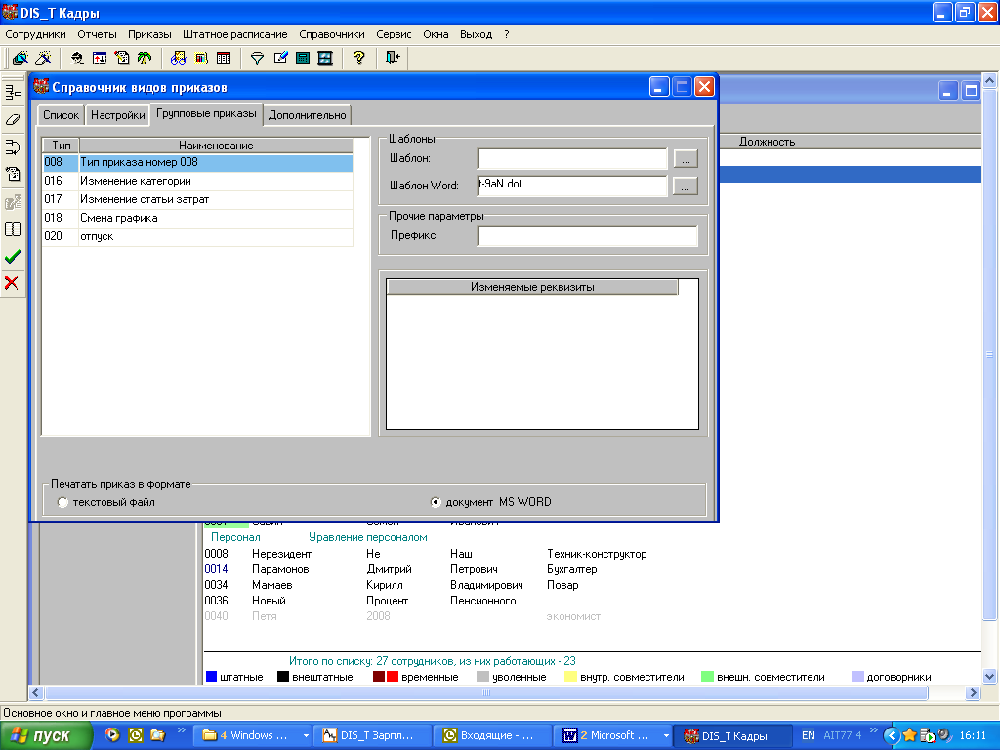 DIS_T Кадры
Сотрудники Отчеты Приказы Штатное расписание Справочники Сервис Окна Выход ?
Справочник видов приказов
Список Настройки Групповые приказы Дополнительно
Тип Наименование
008 Тип приказа номер 008
016 Изменение категории
017 Изменение статьи затрат
018 Смена графика
020 отпуск
Шаблоны
Шаблон: ...
Шаблон Word: t-9aN.dot ...
Прочие параметры
Префикс:
Изменяемые реквизиты
Печатать приказ в формате
текстовый файл документ MS WORD
Должность
Персонал Уравление персоналом
0008 Нерезидент Не Наш Техник-конструктор
0014 Парамонов Дмитрий Петрович Бухгалтер
0034 Мамаев Кирилл Владимирович Повар
0036 Новый Процент Пенсионного
0040 Петя 2008 экономист
Итого по списку: 27 сотрудников, из них работающих - 23
штатные внештатные временные уволенные внутр. совместители внешн. совместители договорники
Основное окно и главное меню программы
пуск 4 Windows ... DIS_T Зарпл... Входящие - ... 2 Microsoft ... DIS_T Кадры EN AIT77.4 16:11